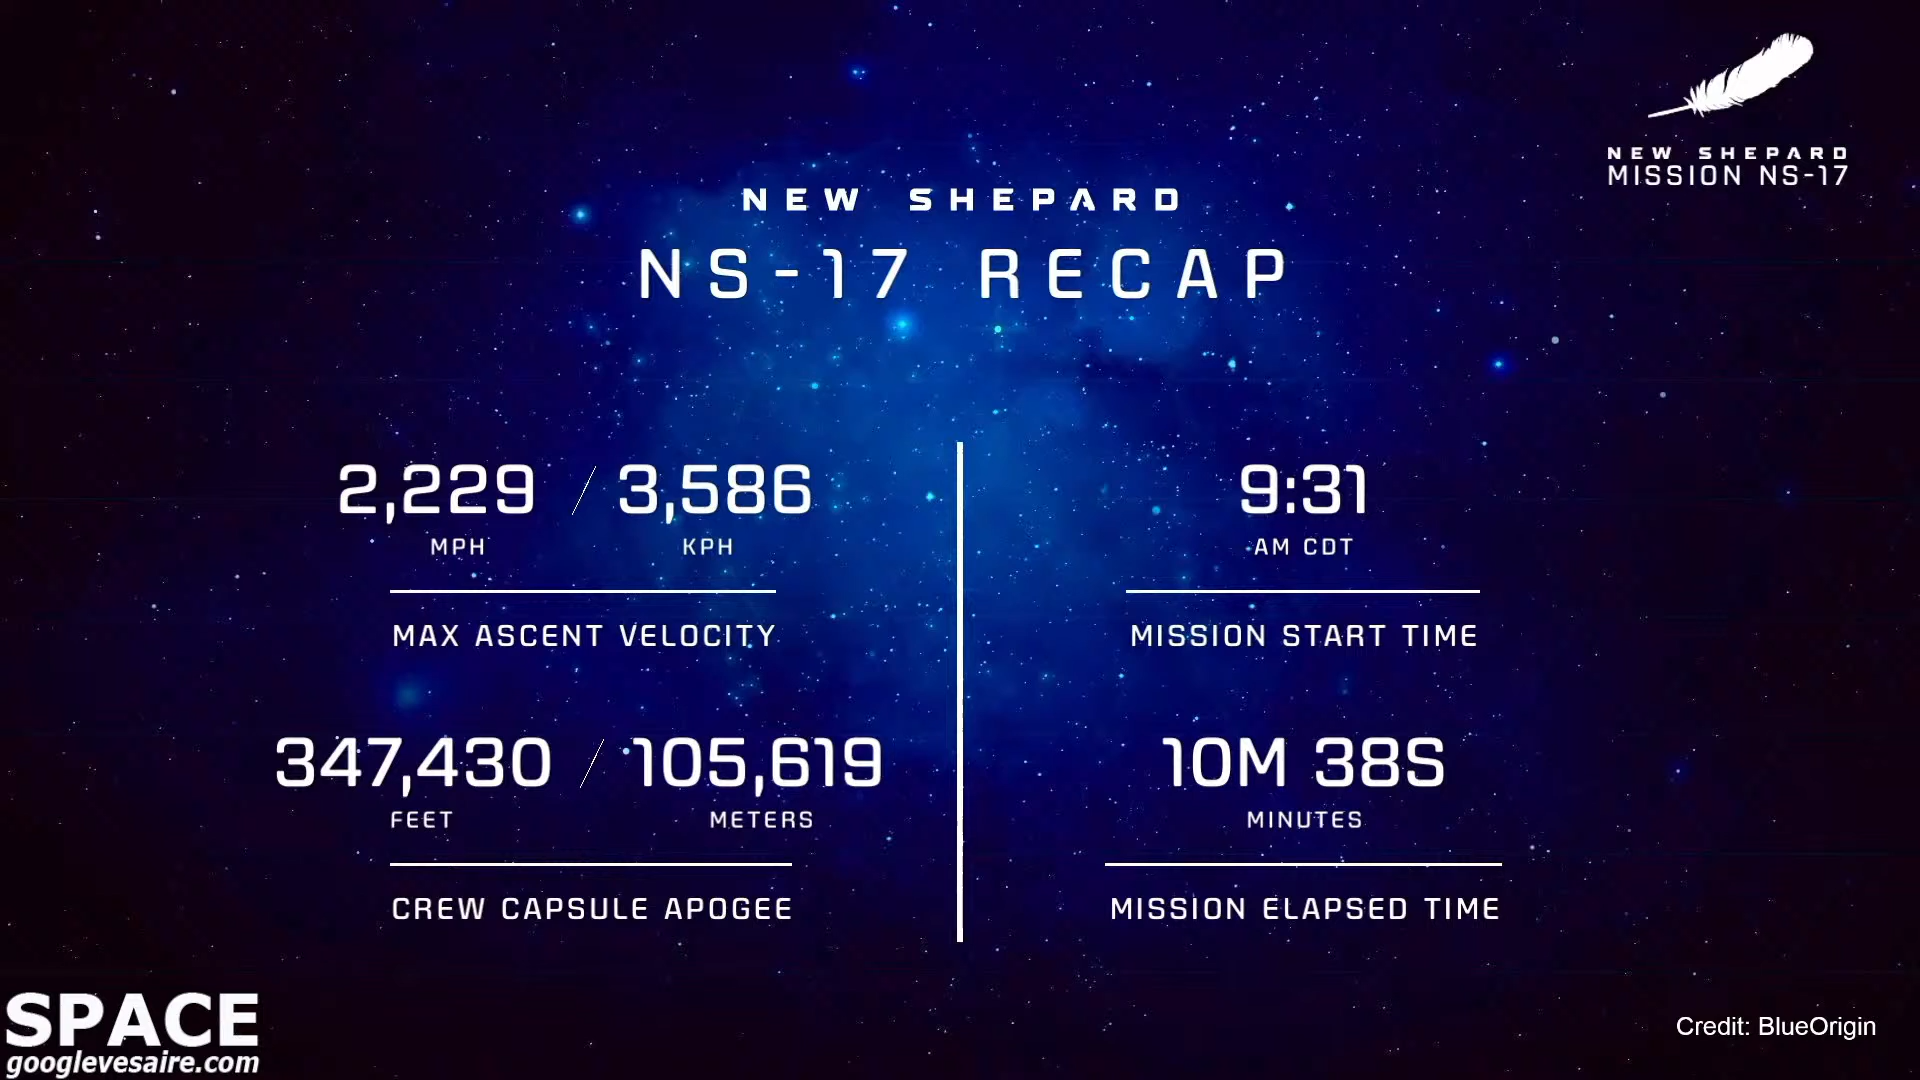 NEW SHEPARD
MISSION NS-17
NEW SHEPARD
NS-17 RECAP
2,229 / 3,586
MPH KPH
MAX ASCENT VELOCITY
347,430 / 105,619
FEET METERS
CREW CAPSULE APOGEE
9:31
AM CDT
MISSION START TIME
10M 38S
MINUTES
MISSION ELAPSED TIME
SPACE
googlevesaire.com
Credit: BlueOrigin